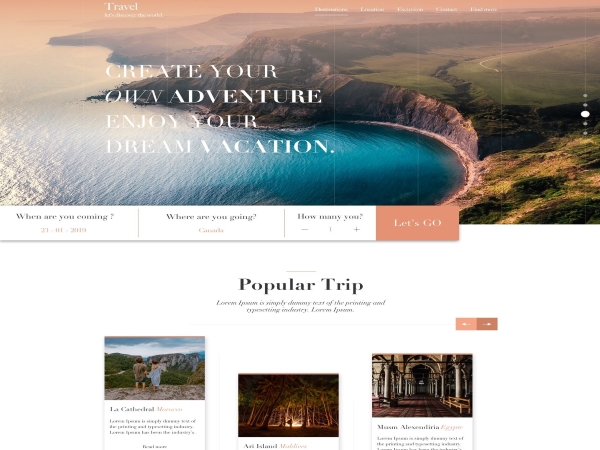 Travel
let's discover the world
Destinations Location Excursion Contact Find more
CREATE YOUR
OWN ADVENTURE
ENJOY YOUR
DREAM VACATION.
When are you coming ?
Where are you going?
How many you?
21 - 01 - 2019
Canada
— 1 +
Let's GO
Popular Trip
Lorem Ipsum is simply dummy text of the printing and
typesetting industry. Lorem Ipsum.
La Cathedral Morocco
Lorem Ipsum is simply dummy text of
the printing and typesetting industry.
Lorem Ipsum has been the industry's
Read more
Ari Island Maldives
Musm Alexendiria Egypte
Lorem Ipsum is simply dummy text of
the printing and typesetting industry.
Lorem Ipsum has been the industry's